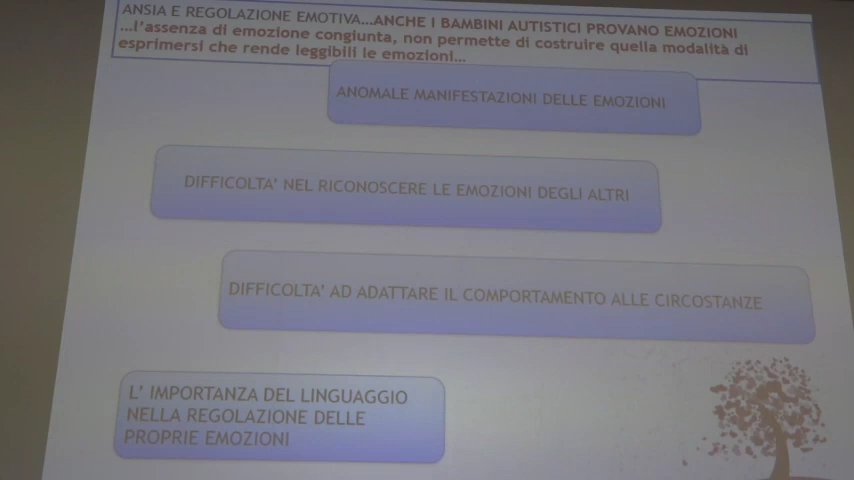 ANSIA E REGOLAZIONE EMOTIVA...ANCHE I BAMBINI AUTISTICI PROVANO EMOZIONI
...l'assenza di emozione congiunta, non permette di costruire quella modalità di
esprimersi che rende leggibili le emozioni...
ANOMALE MANIFESTAZIONI DELLE EMOZIONI
DIFFICOLTA' NEL RICONOSCERE LE EMOZIONI DEGLI ALTRI
DIFFICOLTA' AD ADATTARE IL COMPORTAMENTO ALLE CIRCOSTANZE
L' IMPORTANZA DEL LINGUAGGIO
NELLA REGOLAZIONE DELLE
PROPRIE EMOZIONI